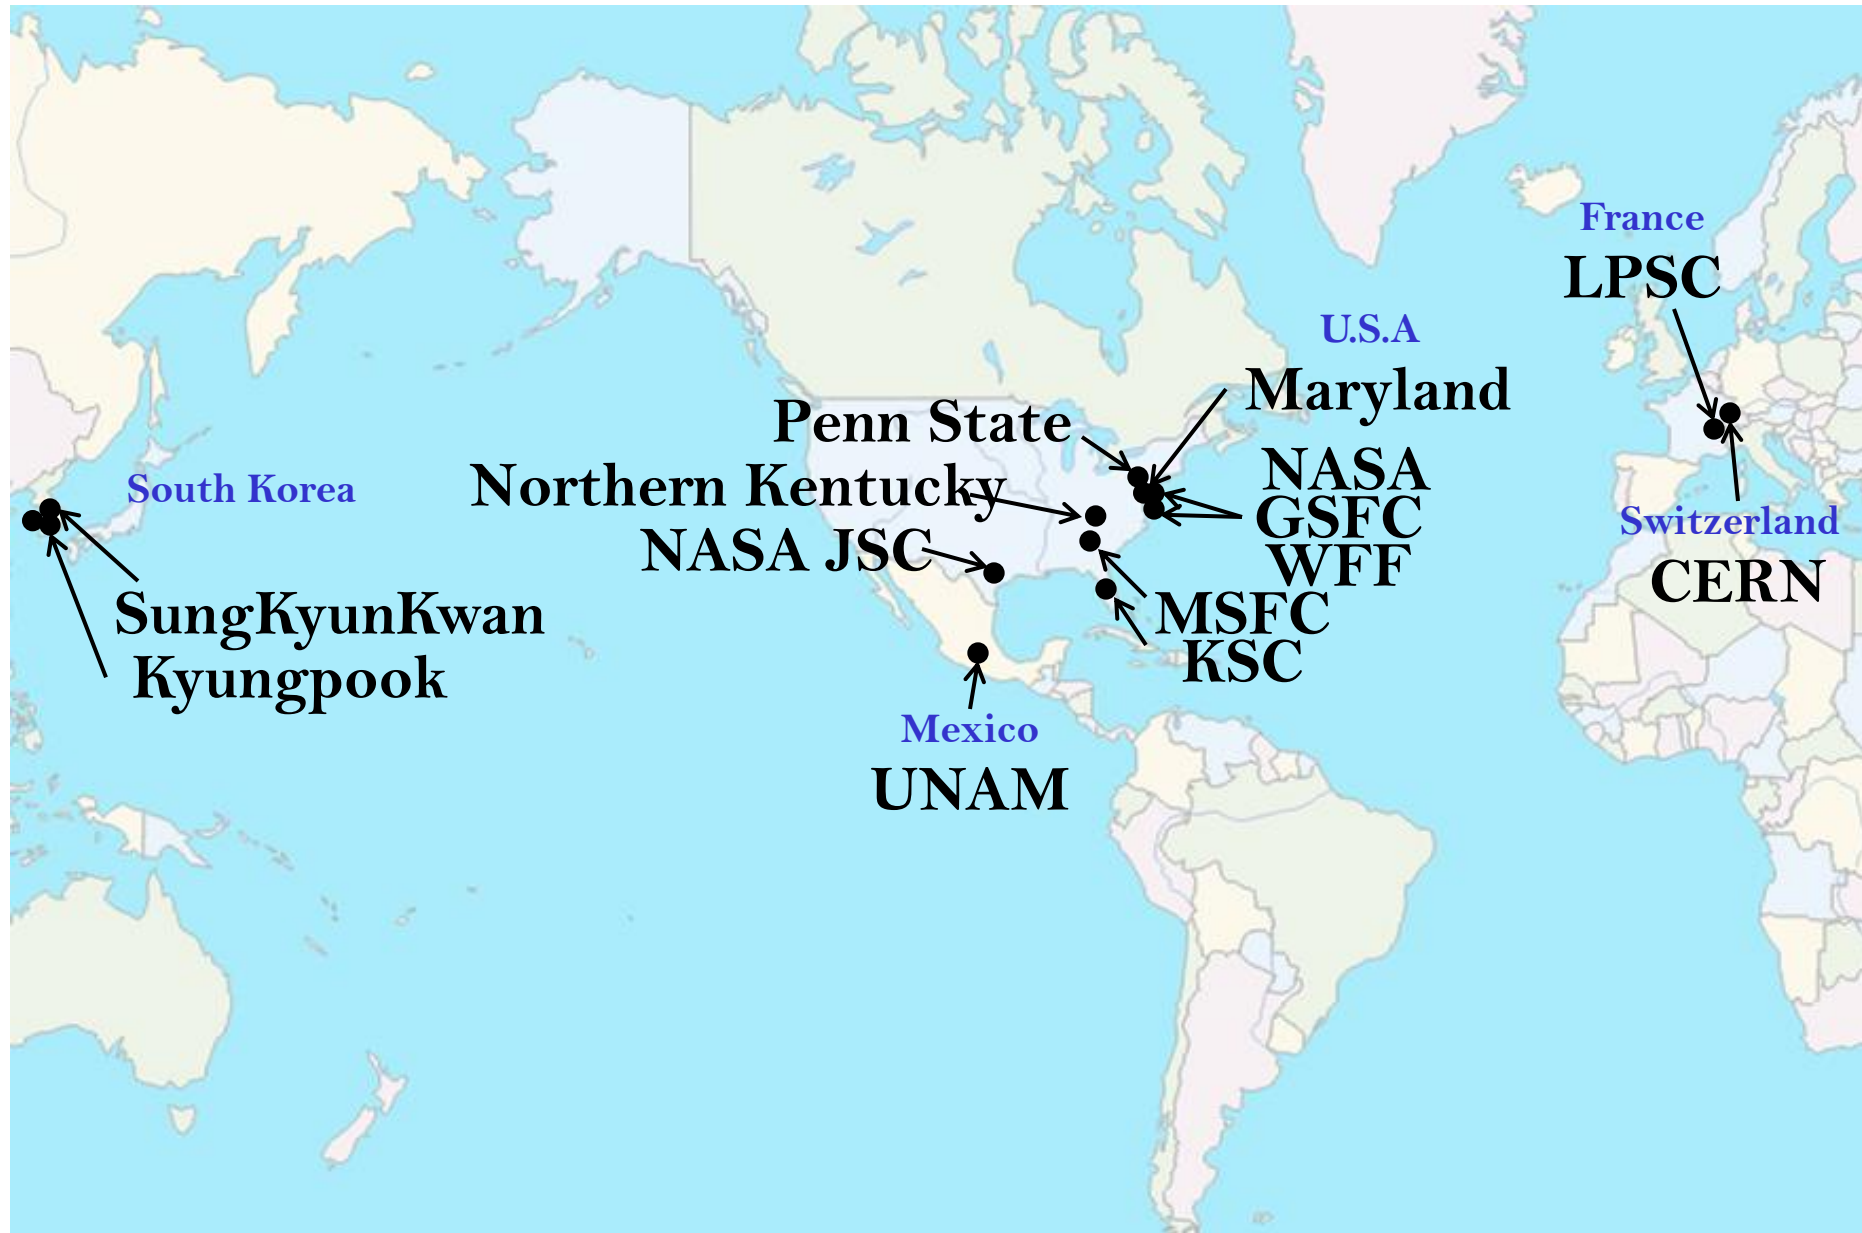 France
LPSC
U.S.A
Maryland
Penn State
NASA
GSFC
WFF
Northern Kentucky
NASA JSC
MSFC
KSC
South Korea
SungKyunKwan
Kyungpook
Switzerland
CERN
Mexico
UNAM